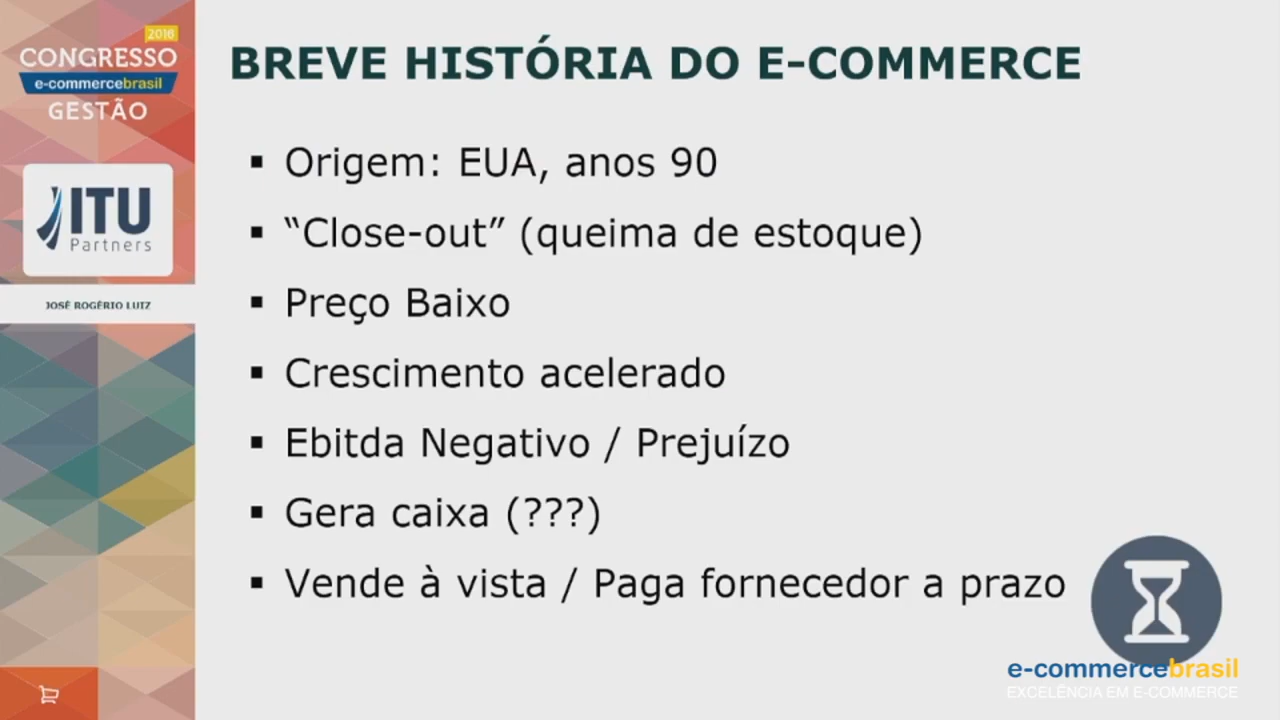 2016
CONGRESSO
e-commercebrasil
GESTÃO
ITU
Partners
JOSÉ ROGÉRIO LUIZ
BREVE HISTÓRIA DO E-COMMERCE
▪ Origem: EUA, anos 90
▪ “Close-out” (queima de estoque)
▪ Preço Baixo
▪ Crescimento acelerado
▪ Ebitda Negativo / Prejuízo
▪ Gera caixa (???)
▪ Vende à vista / Paga fornecedor a prazo
e-commercebrasil
EXCELÊNCIA EM E-COMMERCE